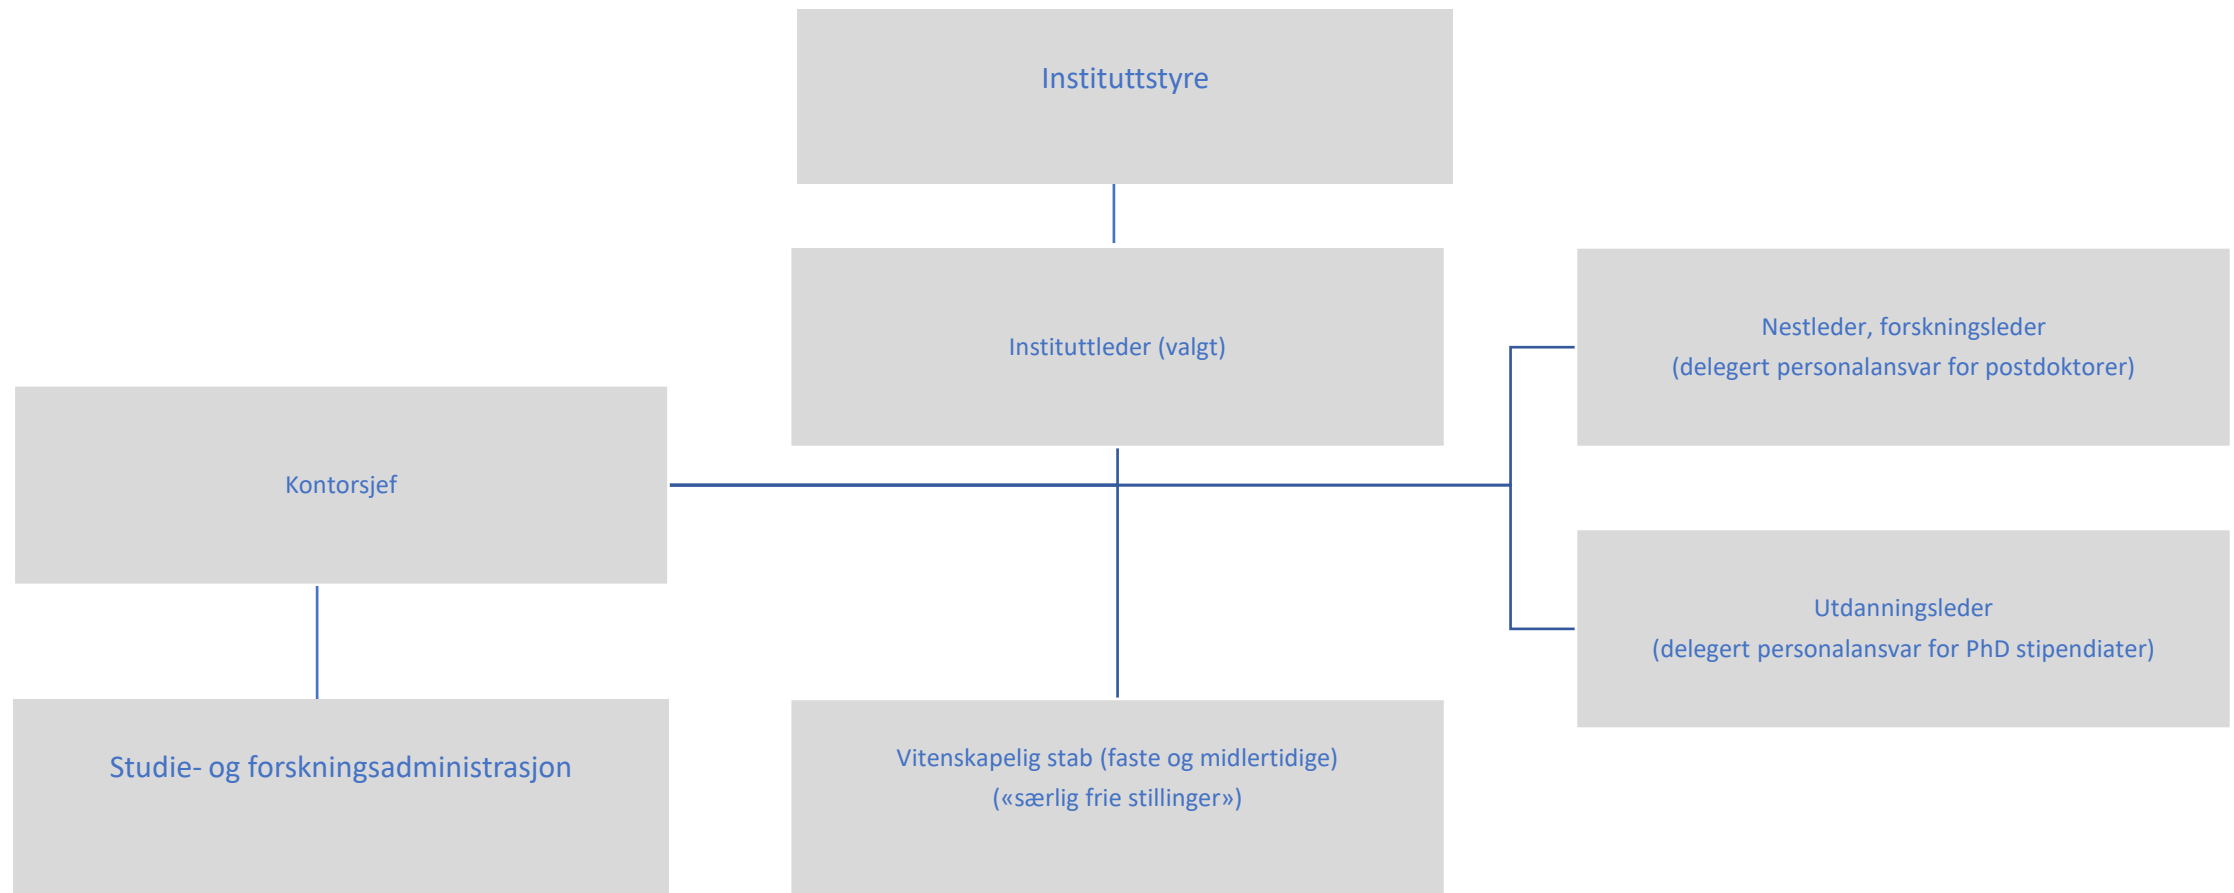 Instituttstyre
Instituttleder (valgt)
Nestleder, forskningsleder
(delegert personalansvar for postdoktorer)
Kontorsjef
Utdanningsleder
(delegert personalansvar for PhD stipendiater)
Studie- og forskningsadministrasjon
Vitenskapelig stab (faste og midlertidige)
(«særlig frie stillinger»)